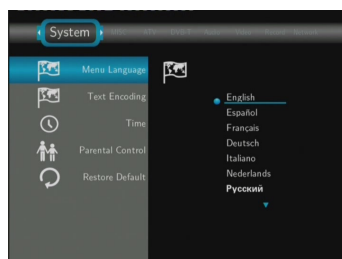 System
Menu Language
Text Encoding
Time
Parental Control
Restore Default
English
Español
Français
Deutsch
Italiano
Nederlands
Русский